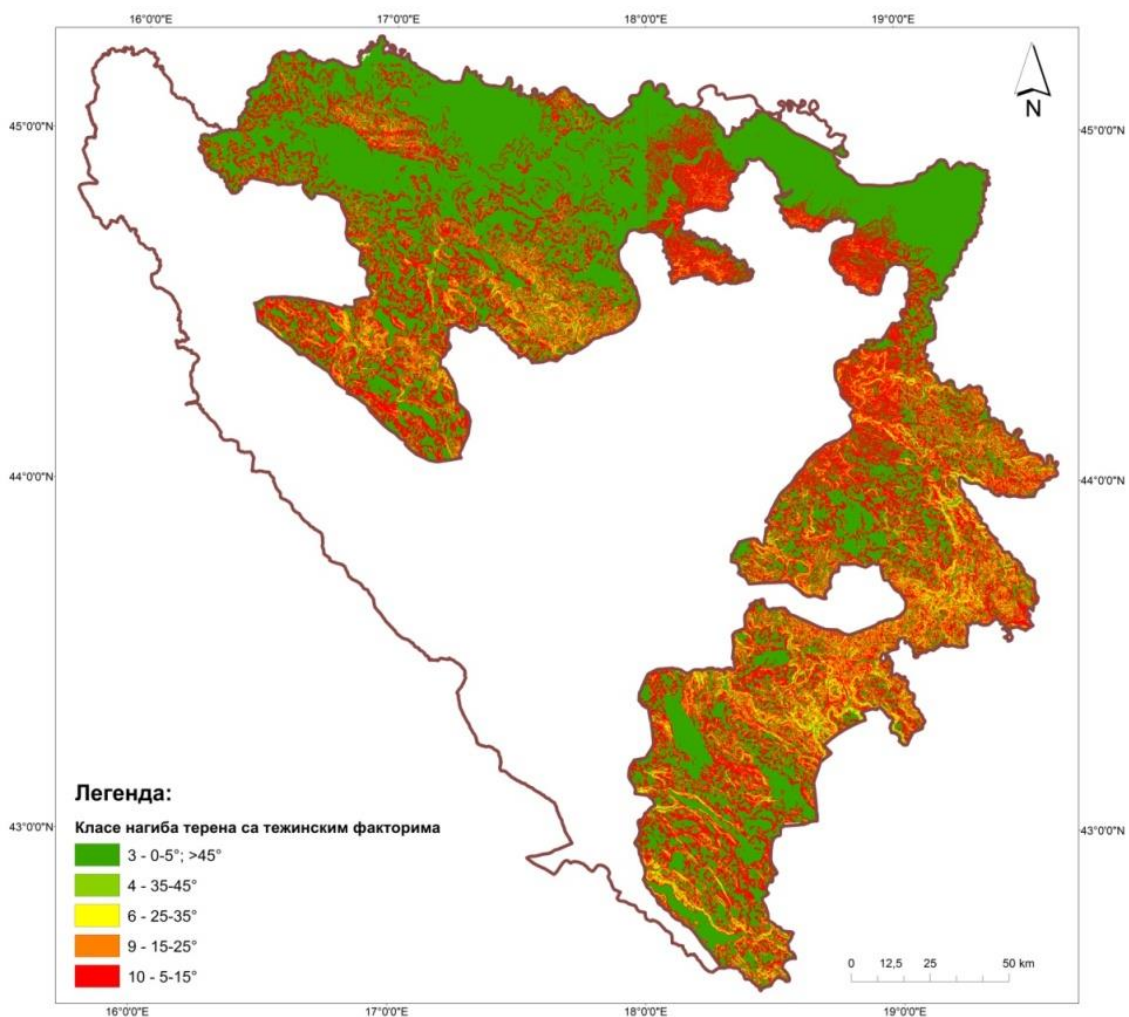 16°0'0"E 17°0'0"E 18°0'0"E 19°0'0"E
N
45°0'0"N 45°0'0"N
44°0'0"N 44°0'0"N
43°0'0"N 43°0'0"N
Легенда:
Класе нагиба терена са тежинским факторима
3 - 0-5°; >45°
4 - 35-45°
6 - 25-35°
9 - 15-25°
10 - 5-15°
0 12,5 25 50 km
16°0'0"E 17°0'0"E 18°0'0"E 19°0'0"E